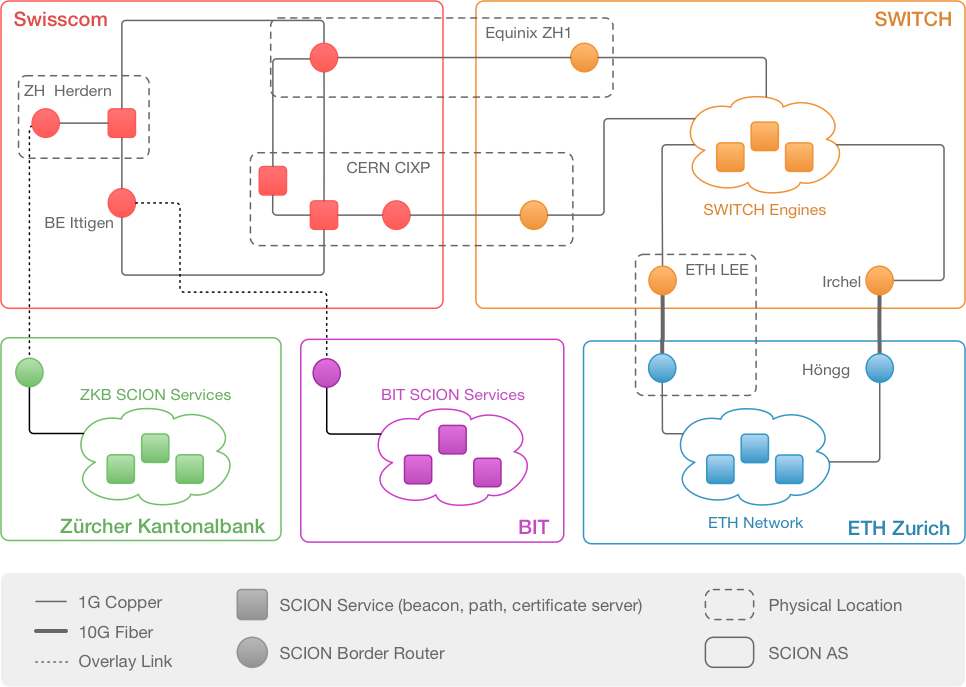 Swisscom
SWITCH
Equinix ZH1
ZH Herdern
CERN CIXP
BE Ittigen
SWITCH Engines
ETH LEE
Irchel
Höngg
ZKB SCION Services
BIT SCION Services
ETH Network
Zürcher Kantonalbank
BIT
ETH Zurich
1G Copper
SCION Service (beacon, path, certificate server)
Physical Location
10G Fiber
SCION Border Router
SCION AS
Overlay Link